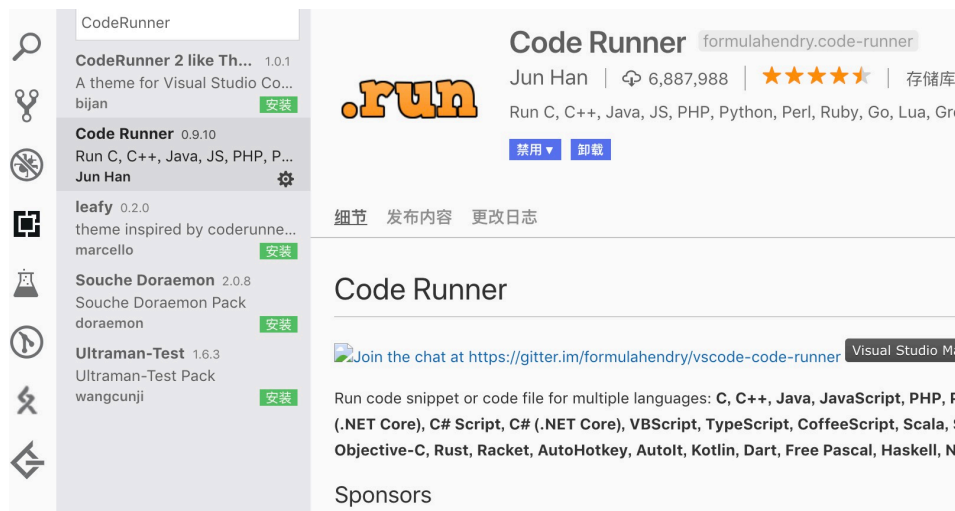 CodeRunner
CodeRunner 2 like Th... 1.0.1
A theme for Visual Studio Co...
bijan 安装
Code Runner 0.9.10
Run C, C++, Java, JS, PHP, P...
Jun Han
leafy 0.2.0
theme inspired by coderunne...
marcello 安装
Souche Doraemon 2.0.8
Souche Doraemon Pack
doraemon 安装
Ultraman-Test 1.6.3
Ultraman-Test Pack
wangcunji 安装
.run
Code Runner formulahendry.code-runner
Jun Han 6,887,988 存储库
Run C, C++, Java, JS, PHP, Python, Perl, Ruby, Go, Lua, Gr
禁用 卸载
细节 发布内容 更改日志
Code Runner
Join the chat at https://gitter.im/formulahendry/vscode-code-runner Visual Studio Ma
Run code snippet or code file for multiple languages: C, C++, Java, JavaScript, PHP,
(.NET Core), C# Script, C# (.NET Core), VBScript, TypeScript, CoffeeScript, Scala,
Objective-C, Rust, Racket, AutoHotkey, AutoIt, Kotlin, Dart, Free Pascal, Haskell,
Sponsors